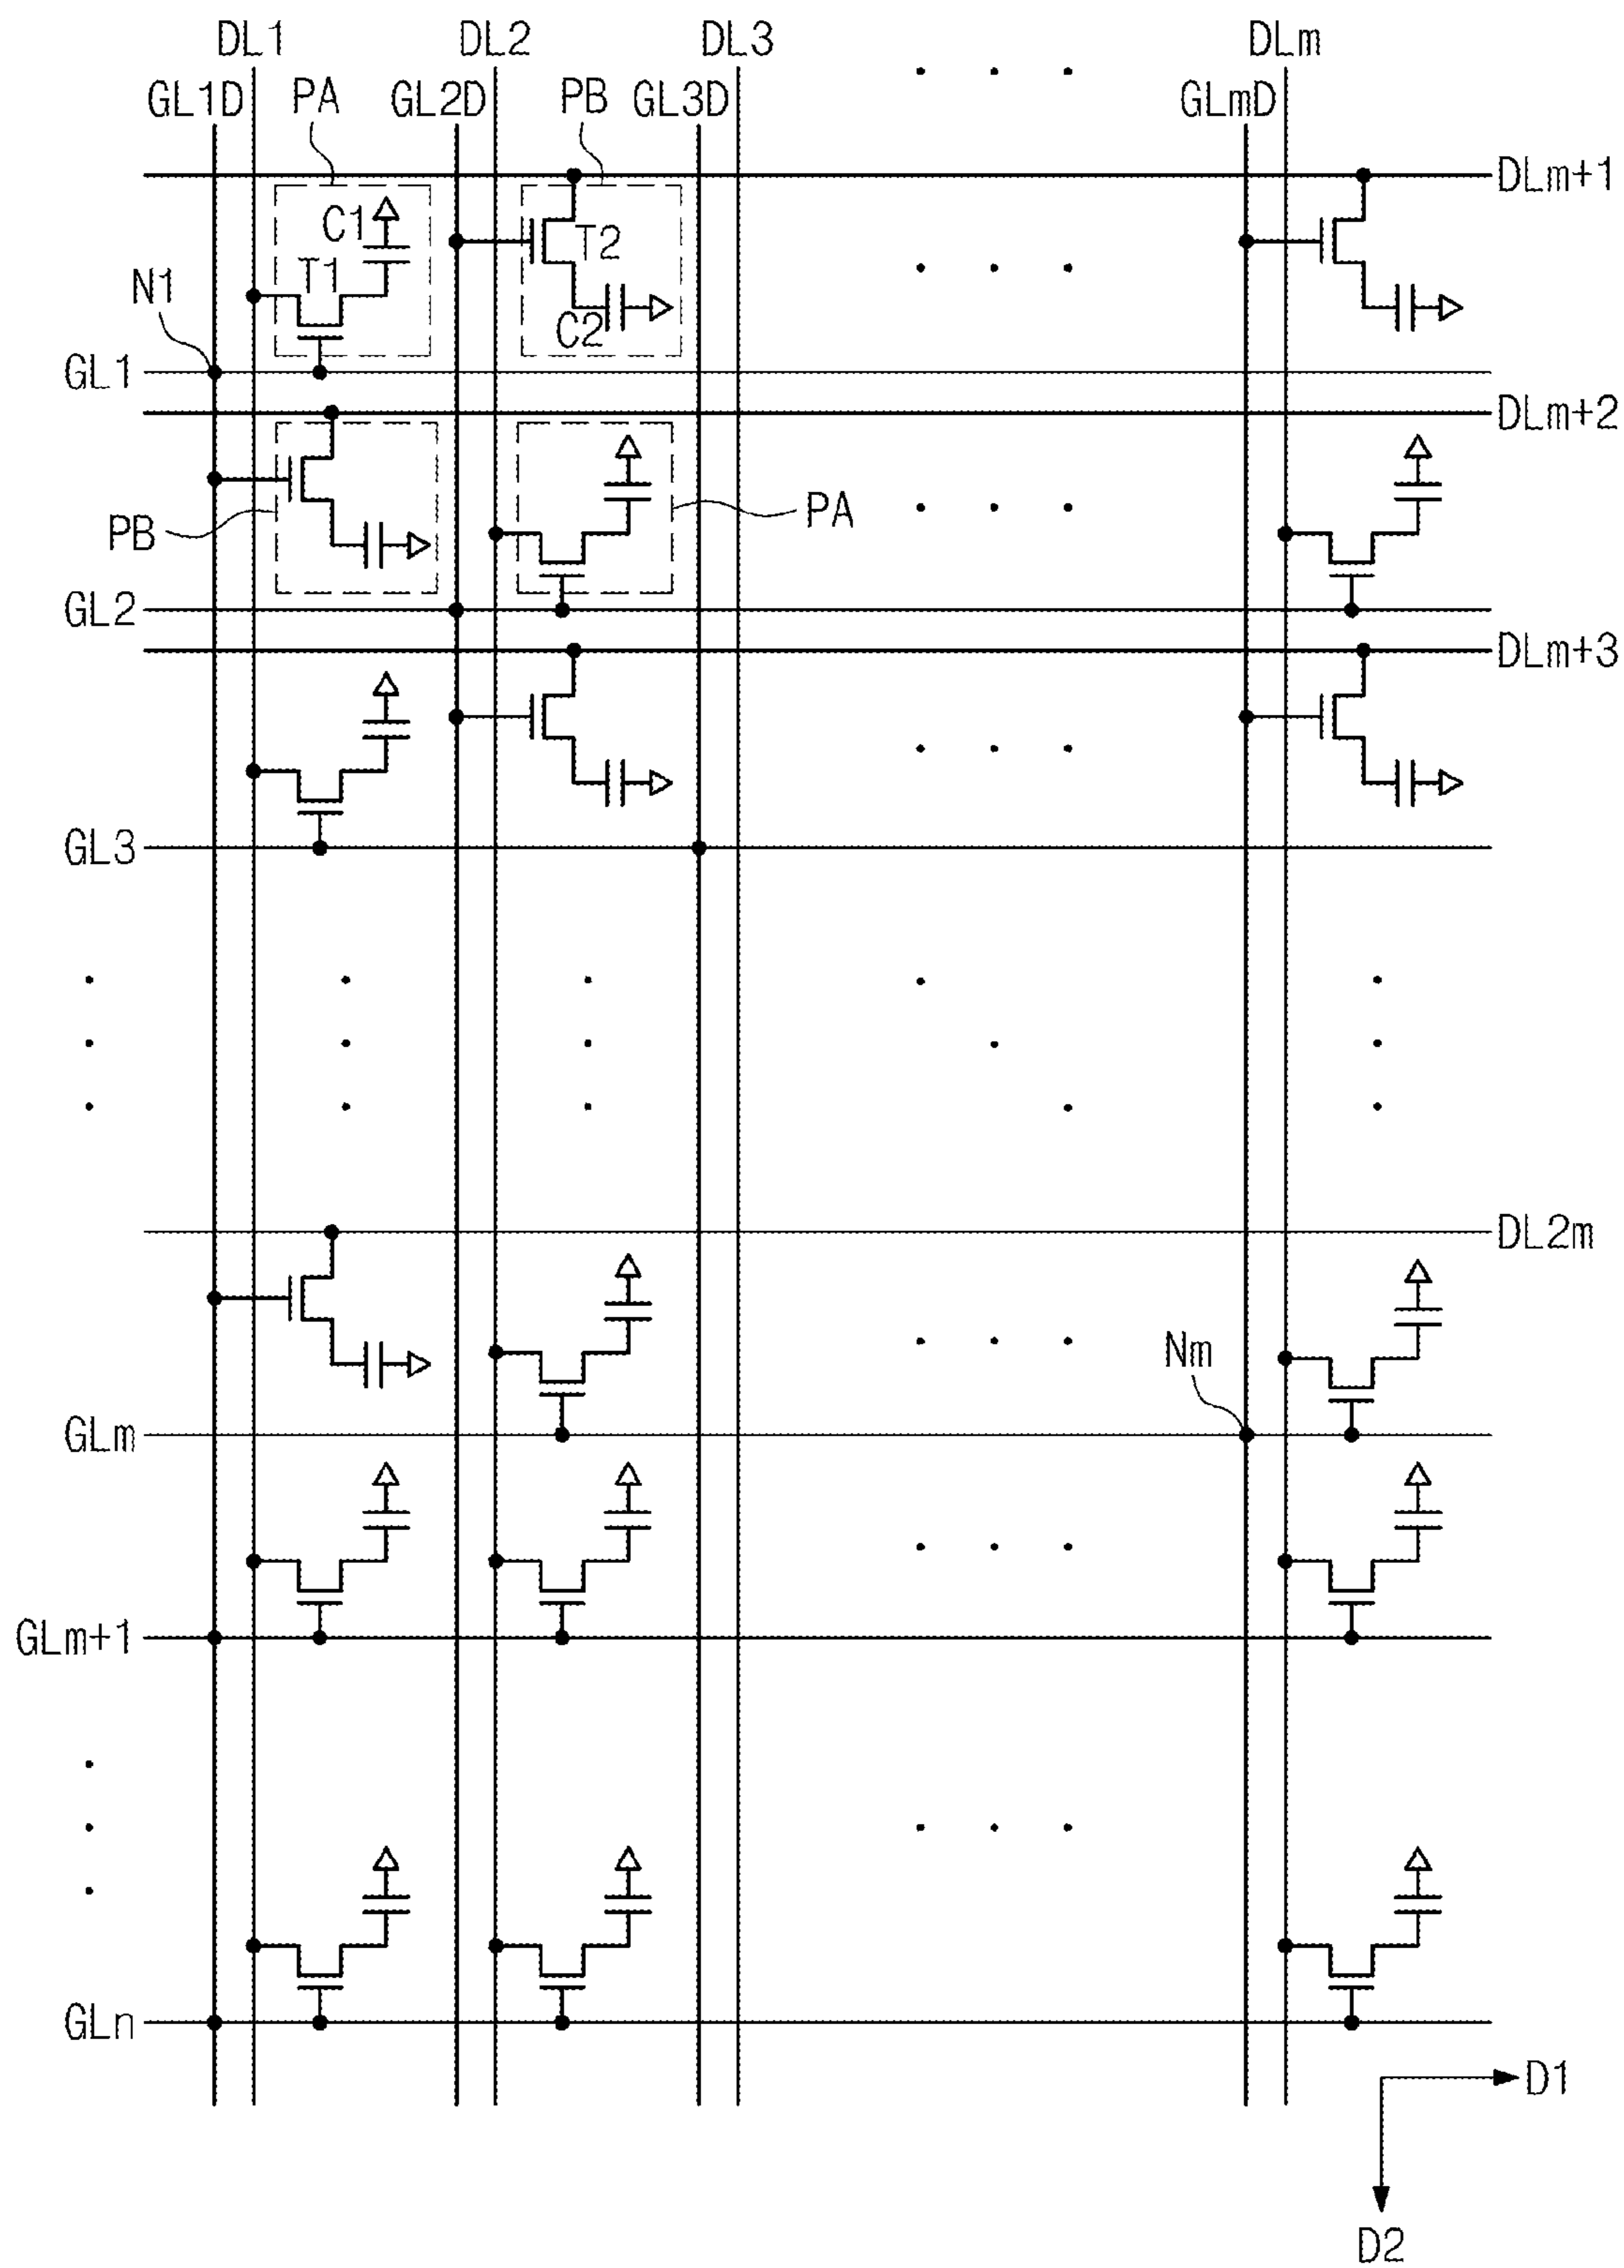 DL1 DL2 DL3 DLm
GL1D PA GL2D PB GL3D GLmD
DLm+1
C1
T2
T1
N1
C2
GL1
DLm+2
PA
PB
GL2
DLm+3
GL3
DL2m
Nm
GLm
GLm+1
GLn
D1
D2